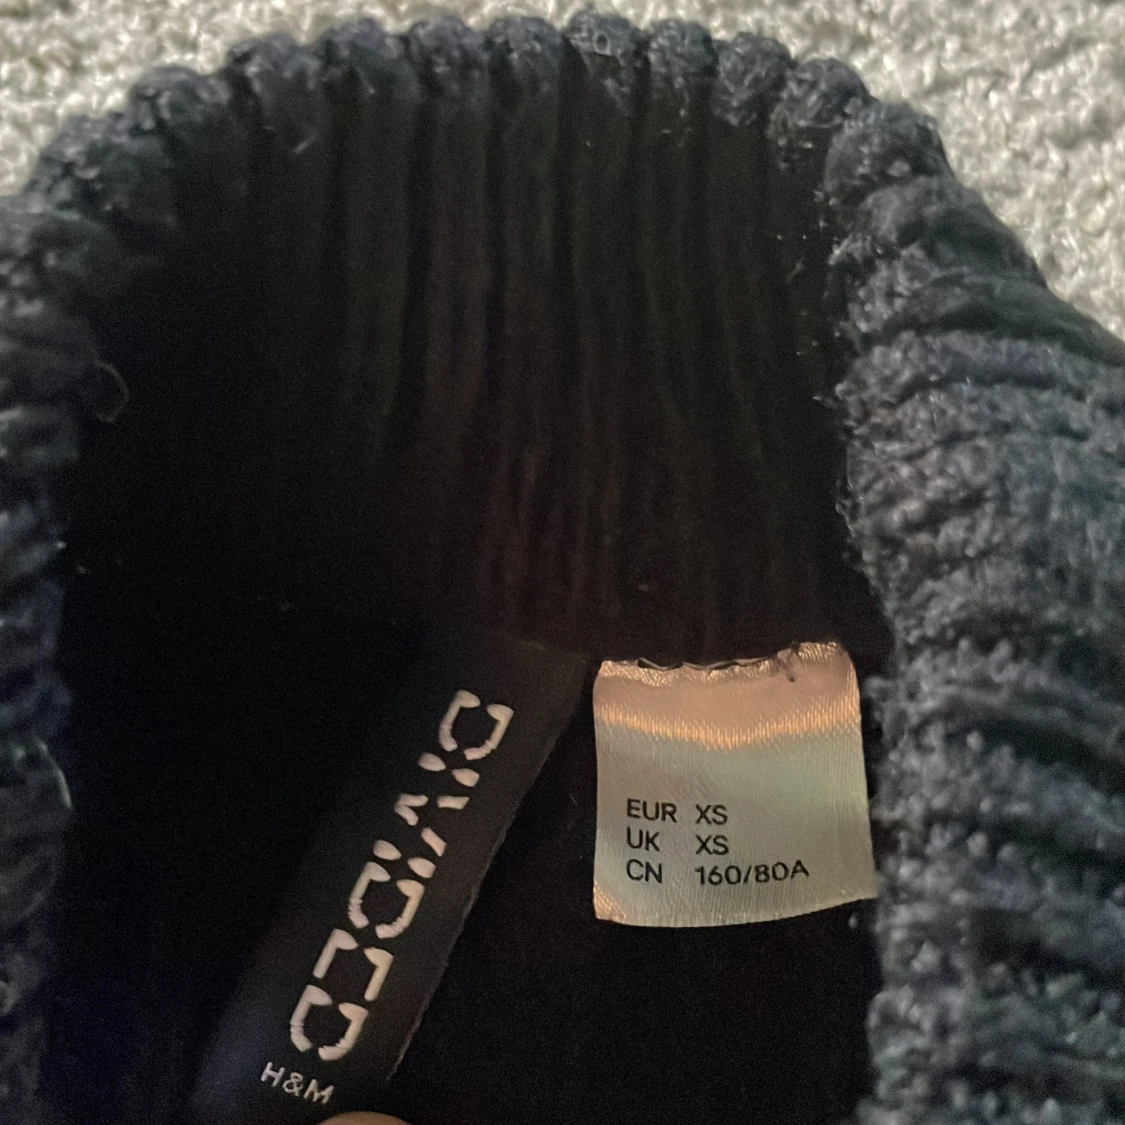 DIVIDED
H&M
EUR XS
UK XS
CN 160/80A